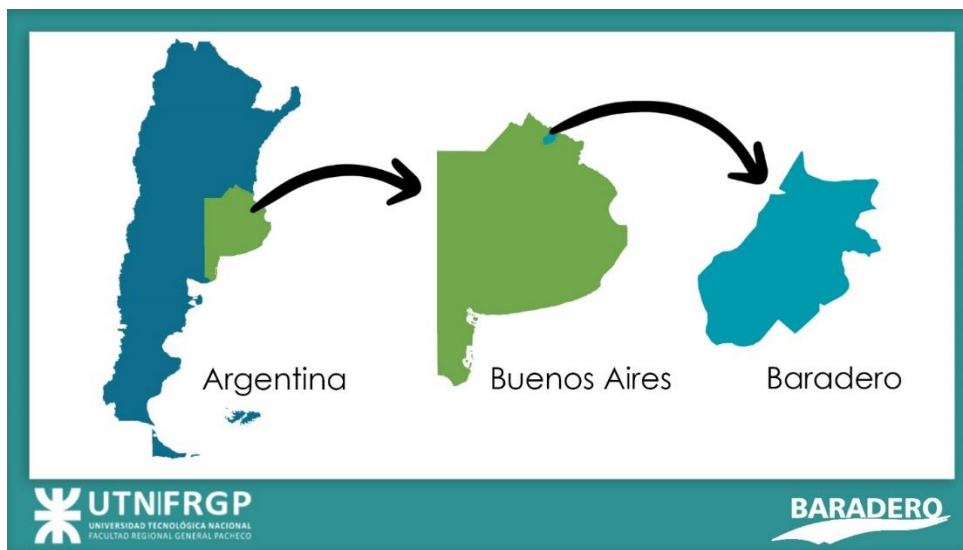 Argentina
Buenos Aires
Baradero
UTN|FRGP
UNIVERSIDAD TECNOLÓGICA NACIONAL
FACULTAD REGIONAL GENERAL PACHECO
BARADERO